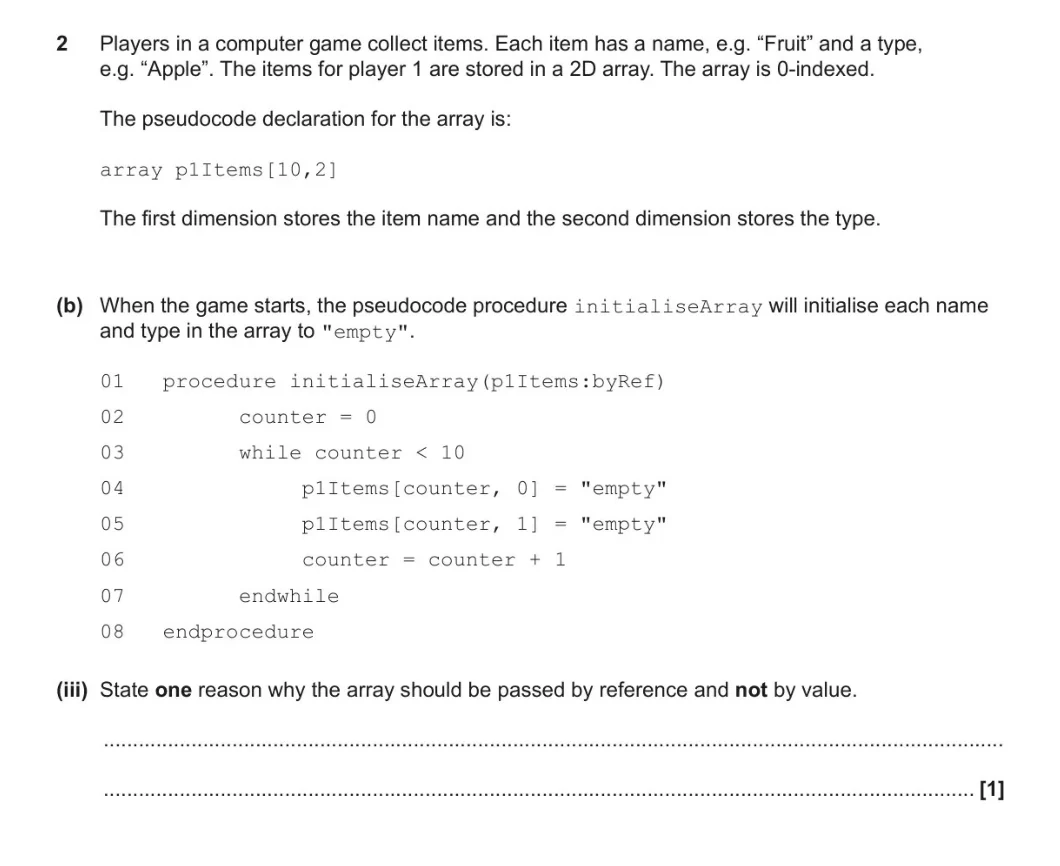 2 Players in a computer game collect items. Each item has a name, e.g. “Fruit” and a type,
e.g. “Apple”. The items for player 1 are stored in a 2D array. The array is 0-indexed.
The pseudocode declaration for the array is:
array p1Items[10,2]
The first dimension stores the item name and the second dimension stores the type.
(b) When the game starts, the pseudocode procedure initialiseArray will initialise each name
and type in the array to "empty".
01 procedure initialiseArray(p1Items:byRef)
02 counter = 0
03 while counter < 10
04 p1Items[counter, 0] = "empty"
05 p1Items[counter, 1] = "empty"
06 counter = counter + 1
07 endwhile
08 endprocedure
(iii) State one reason why the array should be passed by reference and not by value.
[1]